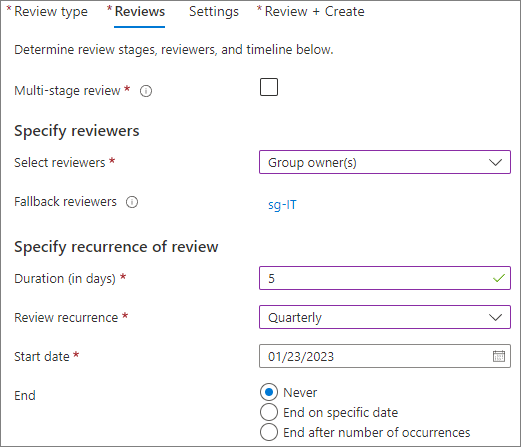 * Review type * Reviews Settings * Review + Create
Determine review stages, reviewers, and timeline below.
Multi-stage review *
Specify reviewers
Select reviewers * Group owner(s)
Fallback reviewers sg-IT
Specify recurrence of review
Duration (in days) * 5
Review recurrence * Quarterly
Start date * 01/23/2023
End Never
End on specific date
End after number of occurrences